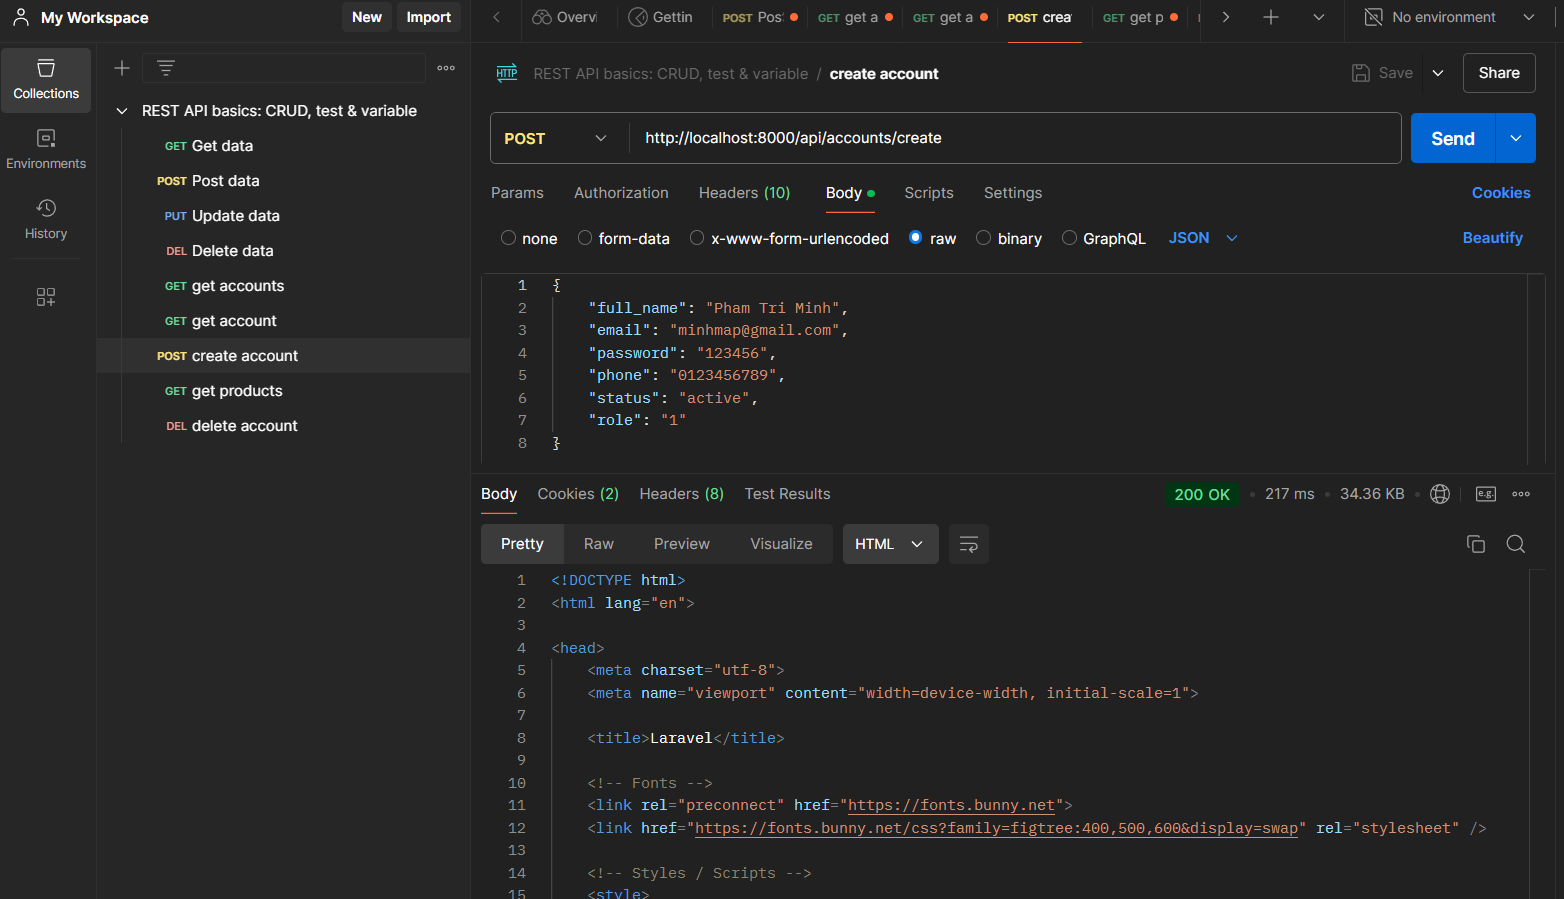 My Workspace
New
Import
Overvi
Gettin
POST Pos
GET get a
GET get a
POST crea
GET get p
No environment
Collections
Environments
History
REST API basics: CRUD, test & variable
GET Get data
POST Post data
PUT Update data
DEL Delete data
GET get accounts
GET get account
POST create account
GET get products
DEL delete account
HTTP
REST API basics: CRUD, test & variable / create account
Save
Share
POST
http://localhost:8000/api/accounts/create
Send
Params
Authorization
Headers (10)
Body
Scripts
Settings
Cookies
none
form-data
x-www-form-urlencoded
raw
binary
GraphQL
JSON
Beautify
1 {
2 "full_name": "Pham Tri Minh",
3 "email": "minhmap@gmail.com",
4 "password": "123456",
5 "phone": "0123456789",
6 "status": "active",
7 "role": "1"
8 }
Body
Cookies (2)
Headers (8)
Test Results
200 OK
217 ms
34.36 KB
e.g.
Pretty
Raw
Preview
Visualize
HTML
1 <!DOCTYPE html>
2 <html lang="en">
3
4 <head>
5 <meta charset="utf-8">
6 <meta name="viewport" content="width=device-width, initial-scale=1">
7
8 <title>Laravel</title>
9
10 <!-- Fonts -->
11 <link rel="preconnect" href="https://fonts.bunny.net">
12 <link href="https://fonts.bunny.net/css?family=figtree:400,500,600&display=swap" rel="stylesheet" />
13
14 <!-- Styles / Scripts -->
15 <style>